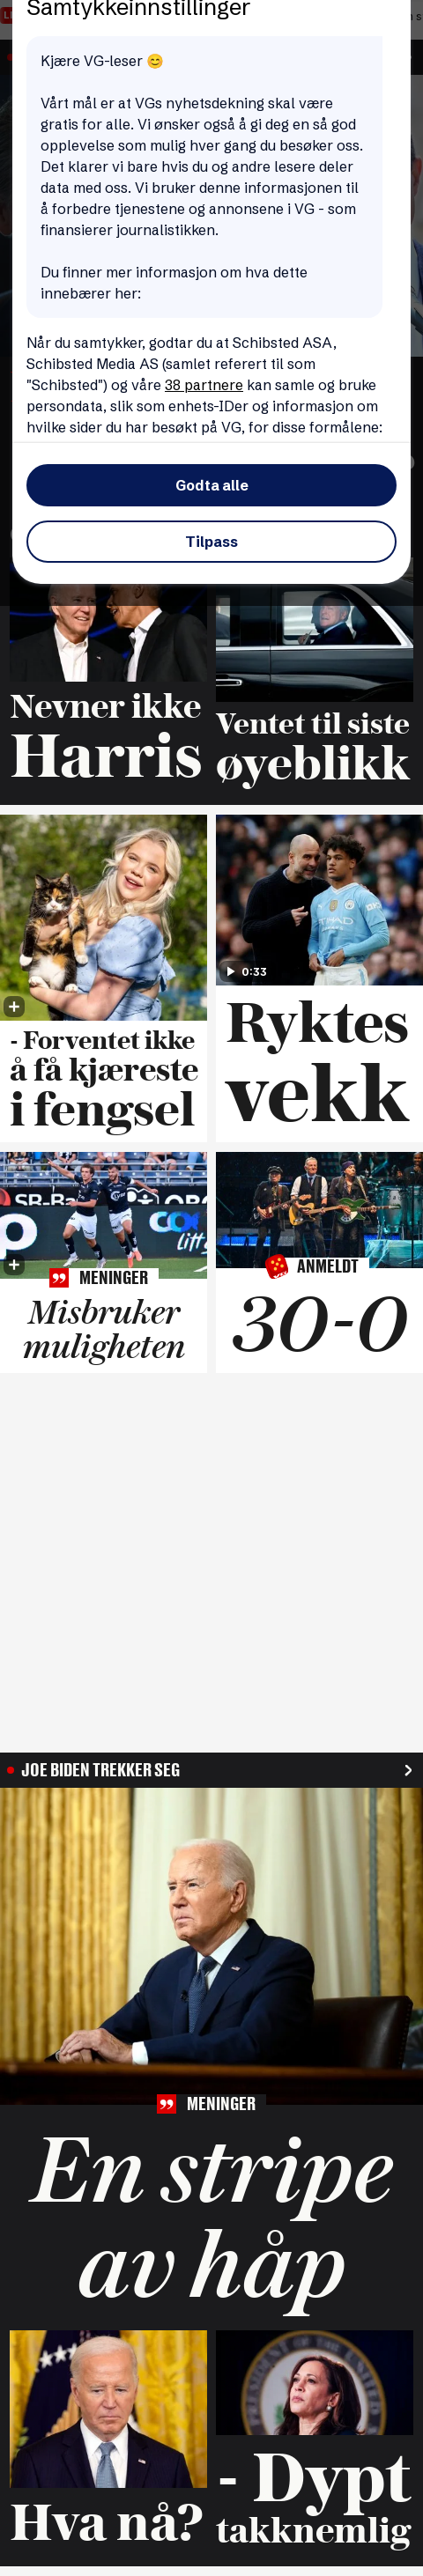 Samtykkeinnstillinger
Kjære VG-leser 😊
Vårt mål er at VGs nyhetsdekning skal være
gratis for alle. Vi ønsker også å gi deg en så god
opplevelse som mulig hver gang du besøker oss.
Det klarer vi bare hvis du og andre lesere deler
data med oss. Vi bruker denne informasjonen til
å forbedre tjenestene og annonsene i VG - som
finansierer journalistikken.
Du finner mer informasjon om hva dette
innebærer her:
Når du samtykker, godtar du at Schibsted ASA,
Schibsted Media AS (samlet referert til som
"Schibsted") og våre 38 partnere kan samle og bruke
persondata, slik som enhets-IDer og informasjon om
hvilke sider du har besøkt på VG, for disse formålene:
Godta alle
Tilpass
Nevner ikke
Harris
Ventet til siste
øyeblikk
0:33
- Forventet ikke
å få kjæreste
i fengsel
Ryktes
vekk
MENINGER
Misbruker
muligheten
ANMELDT
30-0
JOE BIDEN TREKKER SEG
MENINGER
En stripe
av håp
Hva nå?
- Dypt
takknemlig